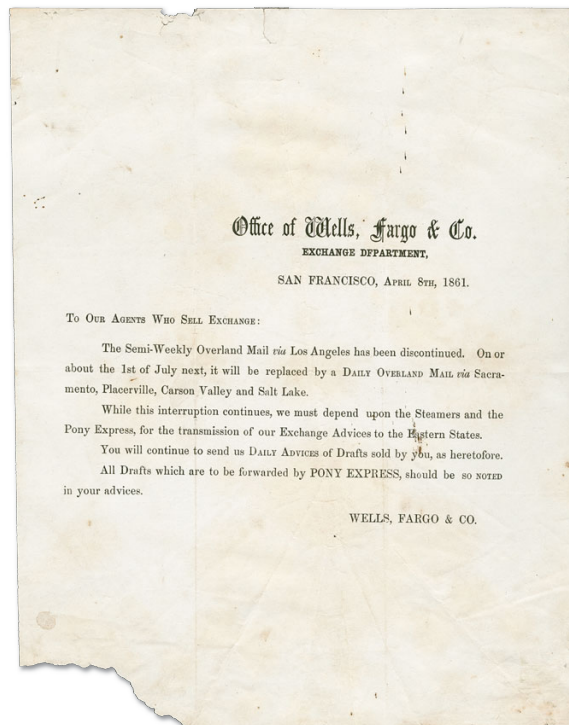 Office of Wells, Fargo & Co.
EXCHANGE DFPARTMENT,
SAN FRANCISCO, APRIL 8TH, 1861.
TO OUR AGENTS WHO SELL EXCHANGE:
The Semi-Weekly Overland Mail via Los Angeles has been discontinued. On or
about the 1st of July next, it will be replaced by a DAILY OVERLAND MAIL via Sacra-
mento, Placerville, Carson Valley and Salt Lake.
While this interruption continues, we must depend upon the Steamers and the
Pony Express, for the transmission of our Exchange Advices to the Eastern States.
You will continue to send us DAILY ADVICES of Drafts sold by you, as heretofore.
All Drafts which are to be forwarded by PONY EXPRESS, should be SO NOTED
in your advices.
WELLS, FARGO & CO.